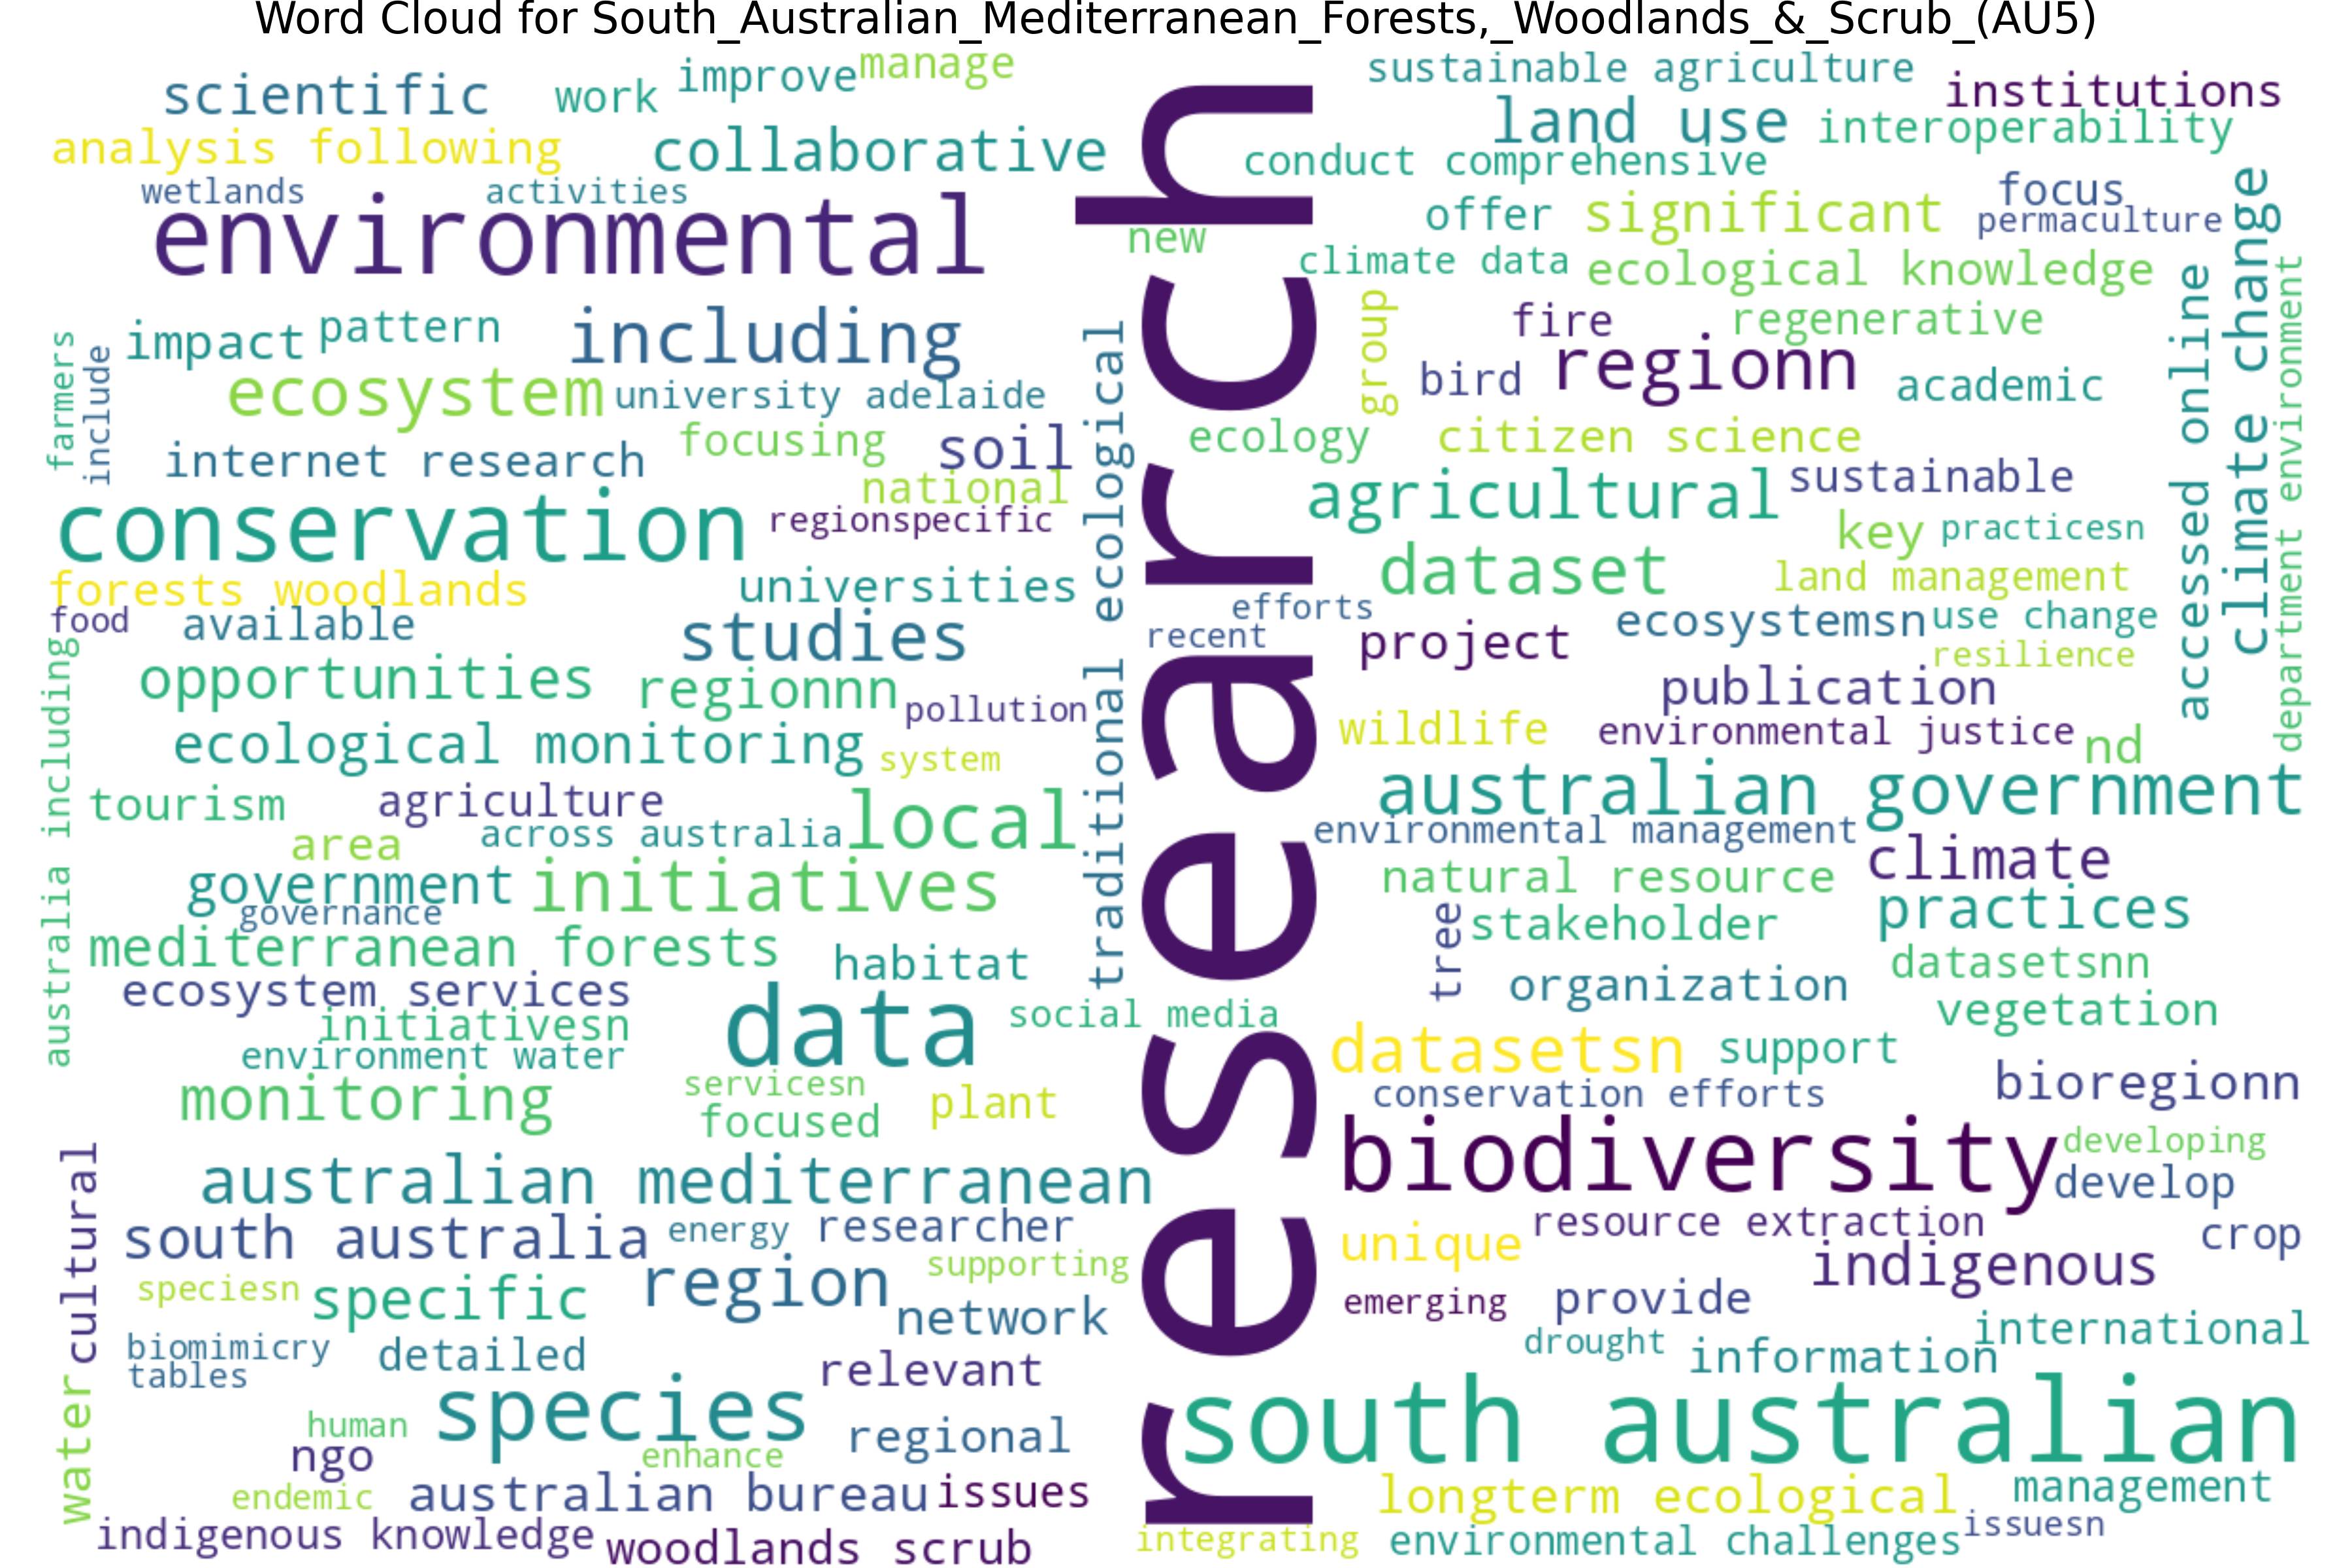 Word Cloud for South_Australian_Mediterranean_Forests,_Woodlands_&_Scrub_(AU5)
scientific
work
improve
manage
analysis following
collaborative
wetlands
activities
environmental
impact
pattern
including
farmers
include
ecosystem
university adelaide
internet research
focusing
soil
national
conservation
regionspecific
forests woodlands
universities
food
available
studies
opportunities
regionnn
pollution
ecological monitoring
system
australia including
tourism
agriculture
local
area
across australia
government
initiatives
governance
mediterranean forests
habitat
ecosystem services
data
social media
initiativesn
environment water
monitoring
servicesn
focused
plant
australian mediterranean
cultural
south australia
energy
researcher
speciesn
specific
region
supporting
network
biomimicry
detailed
tables
relevant
water
species
human
ngo
enhance
regional
endemic
australian bureau
issues
indigenous knowledge
woodlands scrub
traditional ecological
research
sustainable agriculture
institutions
land use
interoperability
conduct comprehensive
focus
offer
significant
permaculture
new
climate data
ecological knowledge
group
fire
regenerative
bird
regionn
academic
accessed online
climate change
department environment
ecology
citizen science
agricultural
sustainable
key
practicesn
dataset
land management
efforts
recent
project
ecosystemsn
use change
resilience
publication
wildlife
environmental justice
nd
australian government
environmental management
climate
natural resource
practices
tree
stakeholder
datasetsnn
organization
vegetation
datasetsn
support
conservation efforts
bioregionn
biodiversity
developing
develop
unique
resource extraction
crop
indigenous
emerging
provide
drought
information
international
south australian
longterm ecological
management
integrating
environmental challenges
issuesn